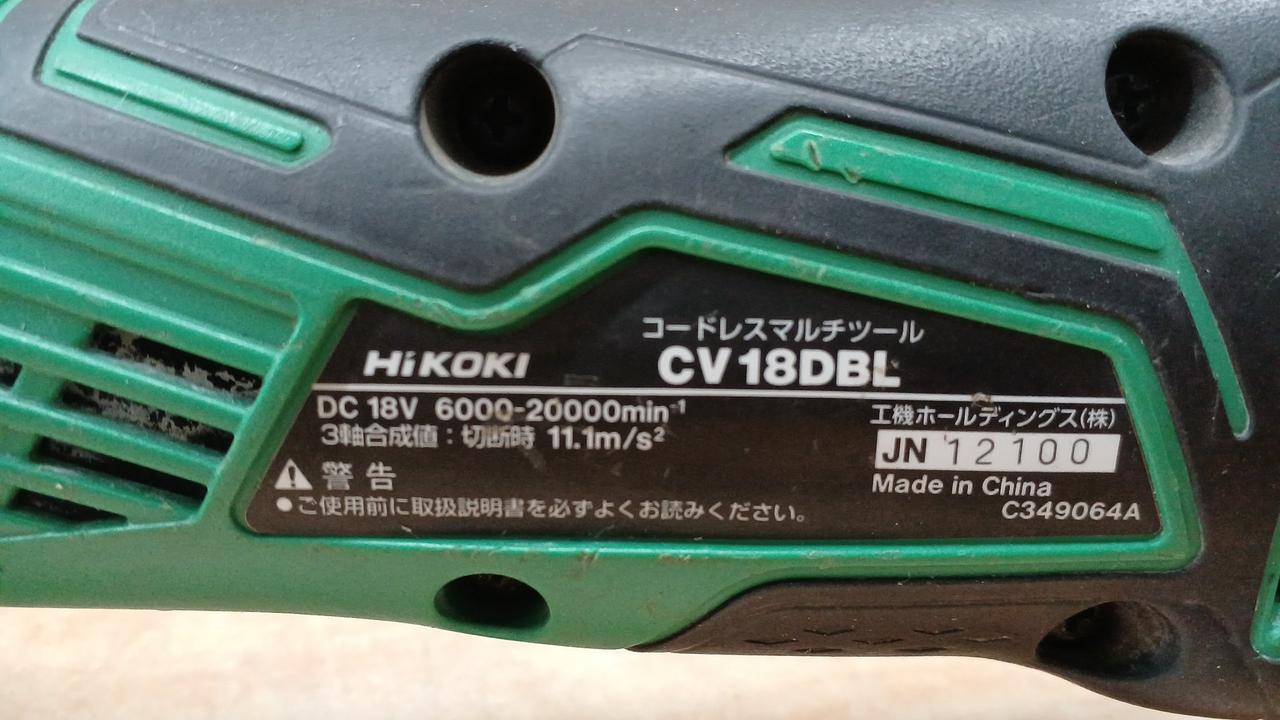 コードレスマルチツール
HiKOKI CV18DBL
DC 18V 6000-20000min⁻¹
3軸合成値：切断時 11.1m/s²
工機ホールディングス(株)
JN 12100
⚠警告
Made in China
●ご使用前に取扱説明書を必ずよくお読みください。
C349064A